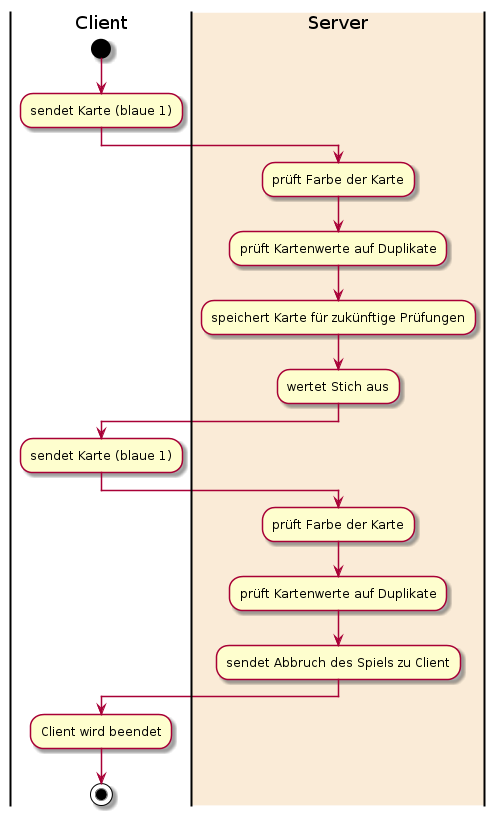 Client
Server
sendet Karte (blaue 1)
prüft Farbe der Karte
prüft Kartenwerte auf Duplikate
speichert Karte für zukünftige Prüfungen
wertet Stich aus
sendet Karte (blaue 1)
prüft Farbe der Karte
prüft Kartenwerte auf Duplikate
sendet Abbruch des Spiels zu Client
Client wird beendet